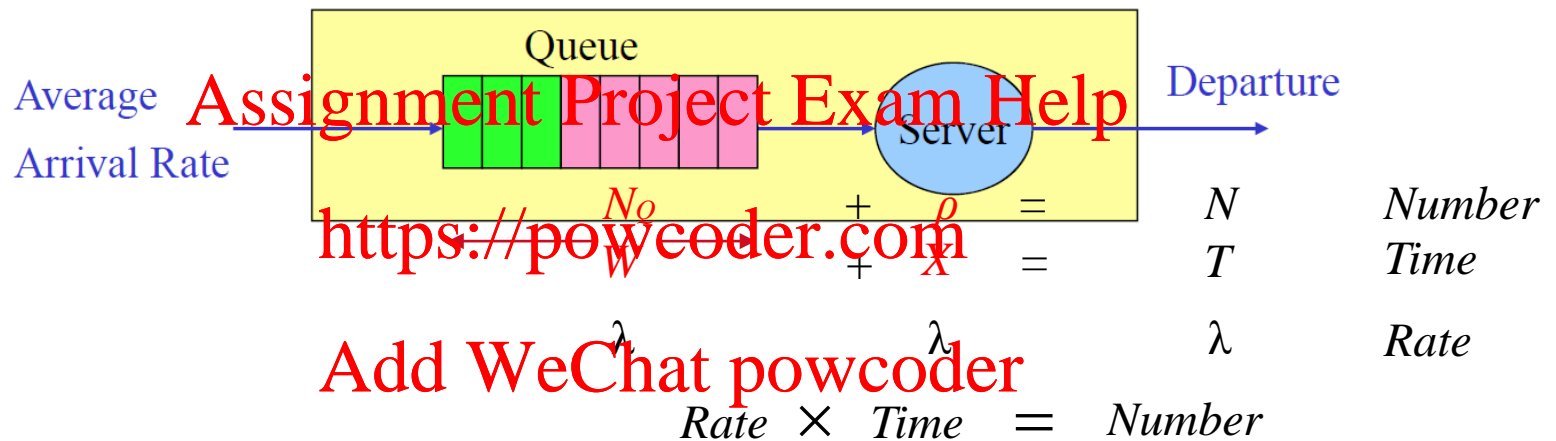 Queue
Average Departure
Assignment Project Exam Help
Server
Arrival Rate
N_Q + ρ = N Number
https://powcoder.com
W + X = T Time
λ λ λ Rate
Add WeChat powcoder
Rate × Time = Number